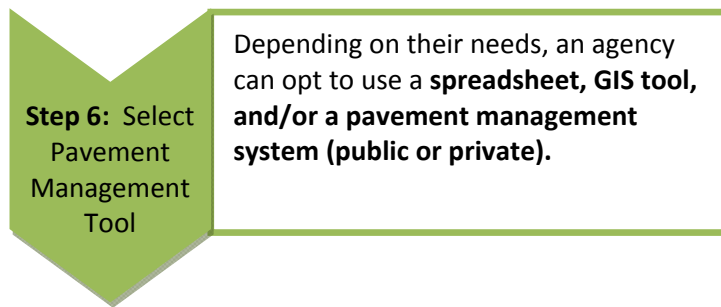 Step 6: Select
Pavement
Management
Tool
Depending on their needs, an agency
can opt to use a spreadsheet, GIS tool,
and/or a pavement management
system (public or private).